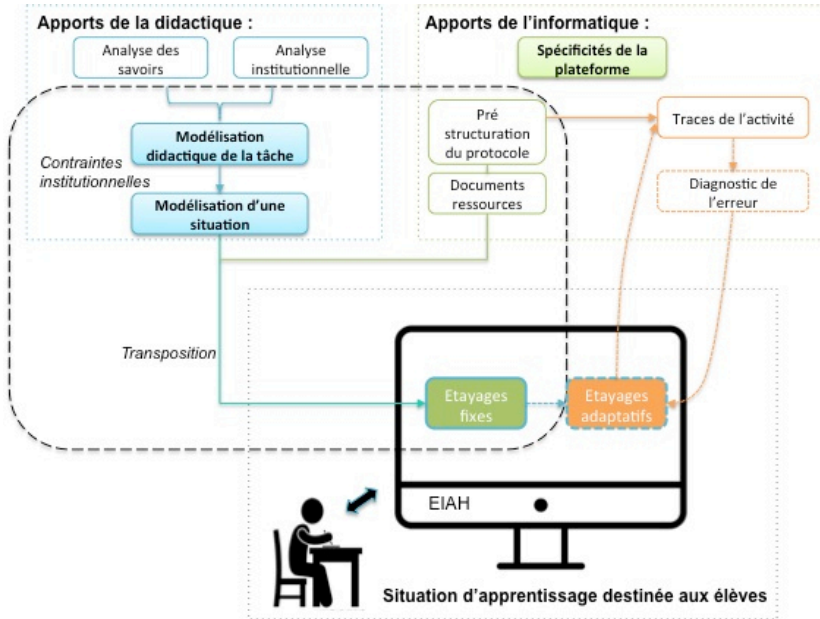 Apports de la didactique :
Analyse des
savoirs
Analyse
institutionnelle
Modélisation
didactique de la tâche
Contraintes
institutionnelles
Modélisation d'une
situation
Transposition
Apports de l'informatique :
Spécificités de la
plateforme
Pré
structuration
du protocole
Documents
ressources
Traces de l'activité
Diagnostic de
l'erreur
Etayages
fixes
Etayages
adaptatifs
EIAH
Situation d'apprentissage destinée aux élèves